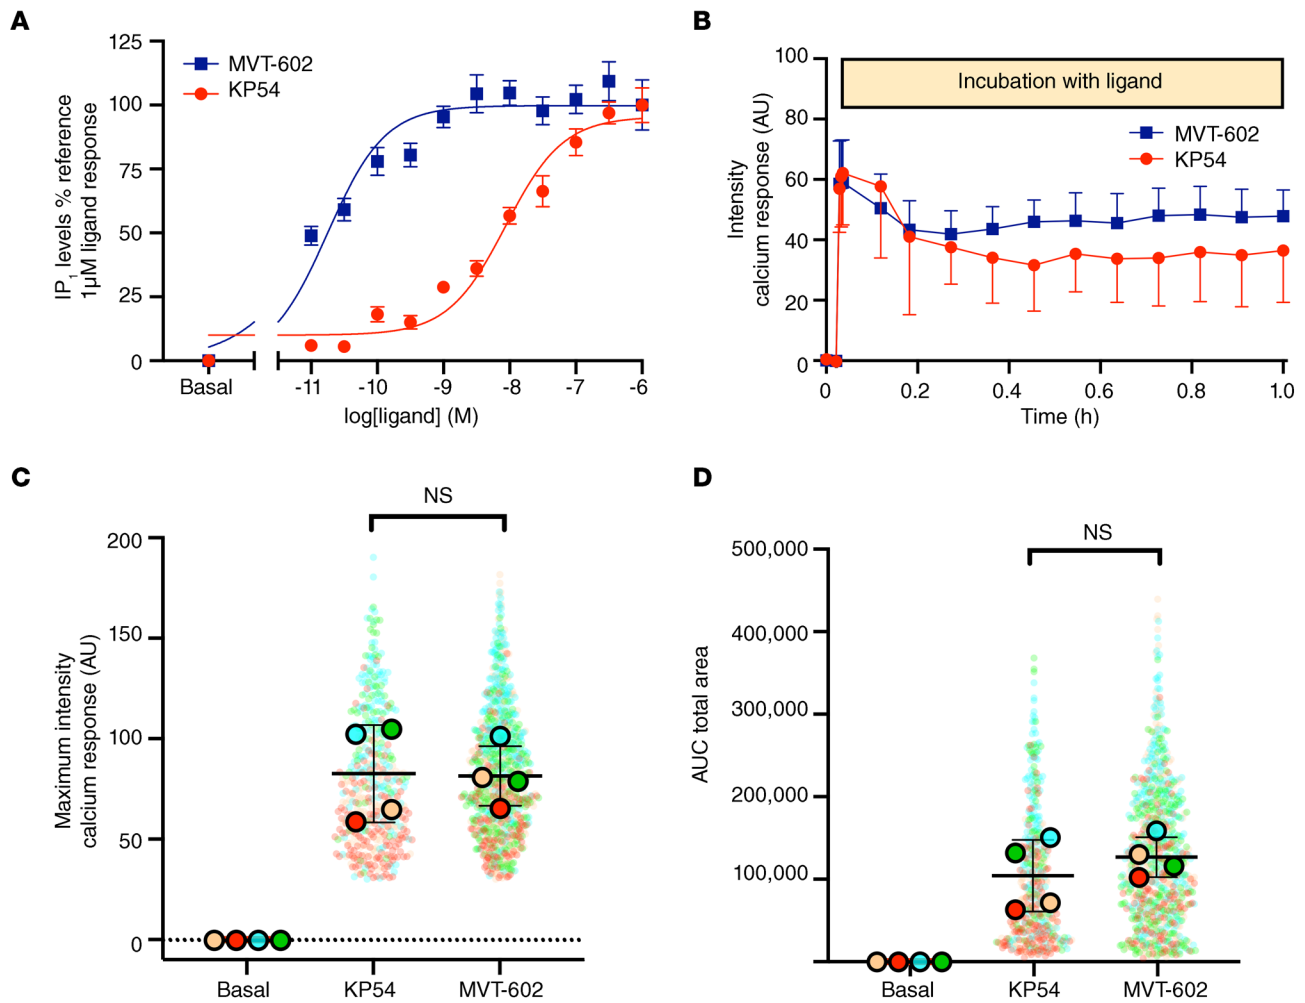 A
IP1 levels % reference
1µM ligand response
125
100
75
50
25
0
MVT-602
KP54
Basal
-11
-10
-9
-8
-7
-6
log[ligand] (M)
B
Intensity
calcium response (AU)
100
80
60
40
20
0
Incubation with ligand
MVT-602
KP54
0
0.2
0.4
0.6
0.8
1.0
Time (h)
C
Maximum intensity
calcium response (AU)
200
150
100
50
0
NS
Basal
KP54
MVT-602
D
AUC total area
500,000
400,000
300,000
200,000
100,000
NS
Basal
KP54
MVT-602